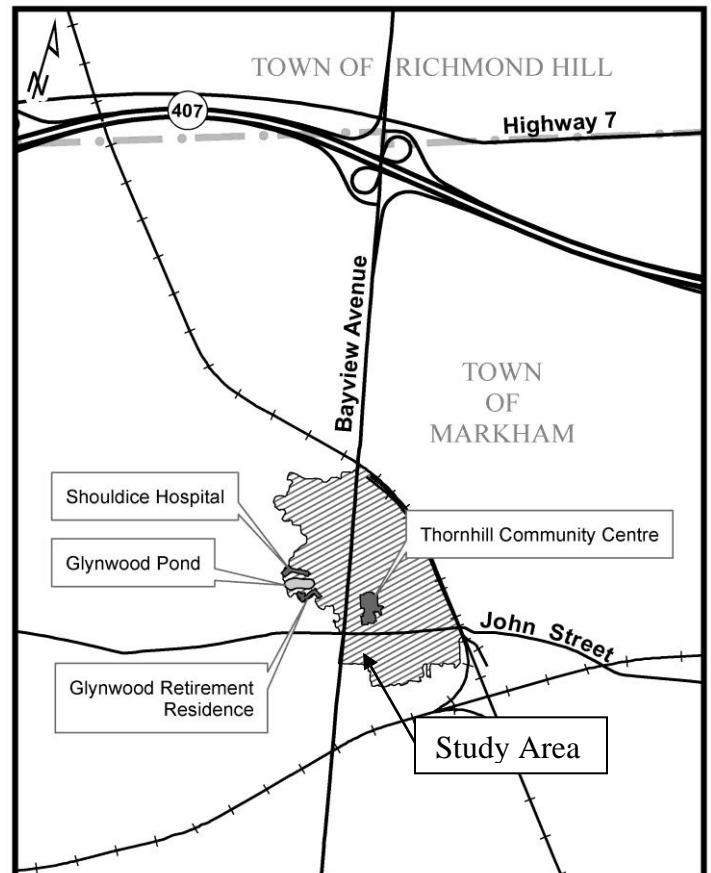 N
TOWN OF RICHMOND HILL
407
Highway 7
Bayview Avenue
TOWN
OF
MARKHAM
Shouldice Hospital
Thornhill Community Centre
Glynwood Pond
John Street
Glynwood Retirement
Residence
Study Area